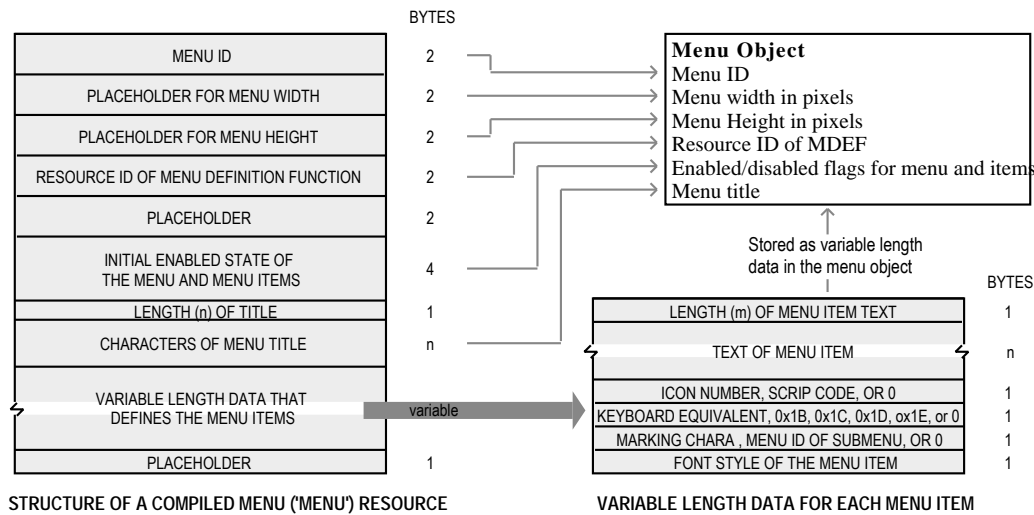 BYTES
MENU ID
2
PLACEHOLDER FOR MENU WIDTH
2
PLACEHOLDER FOR MENU HEIGHT
2
RESOURCE ID OF MENU DEFINITION FUNCTION
2
PLACEHOLDER
2
INITIAL ENABLED STATE OF
THE MENU AND MENU ITEMS
4
LENGTH (n) OF TITLE
1
CHARACTERS OF MENU TITLE
n
VARIABLE LENGTH DATA THAT
DEFINES THE MENU ITEMS
variable
PLACEHOLDER
1
STRUCTURE OF A COMPILED MENU ('MENU') RESOURCE
Menu Object
Menu ID
Menu width in pixels
Menu Height in pixels
Resource ID of MDEF
Enabled/disabled flags for menu and items
Menu title
Stored as variable length
data in the menu object
BYTES
LENGTH (m) OF MENU ITEM TEXT
1
TEXT OF MENU ITEM
n
ICON NUMBER, SCRIP CODE, OR 0
1
KEYBOARD EQUIVALENT, 0x1B, 0x1C, 0x1D, ox1E, or 0
1
MARKING CHARA , MENU ID OF SUBMENU, OR 0
1
FONT STYLE OF THE MENU ITEM
1
VARIABLE LENGTH DATA FOR EACH MENU ITEM